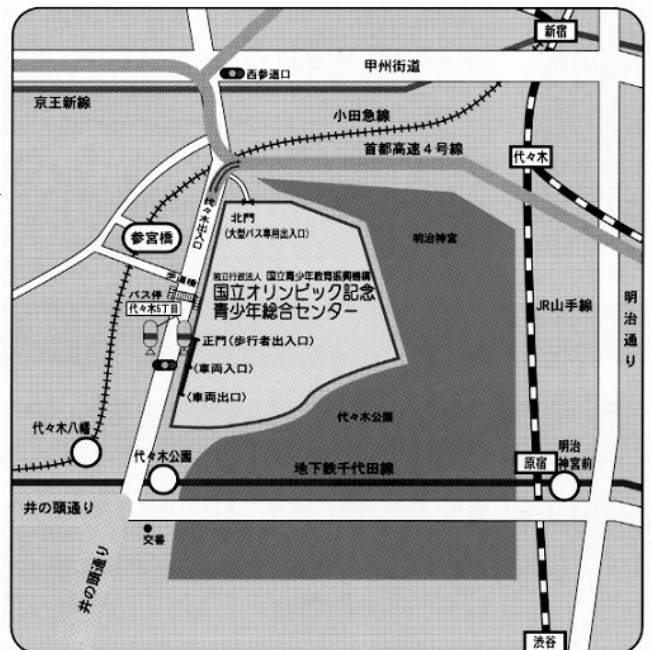 新宿
西参道口
甲州街道
京王新線
小田急線
首都高速4号線
代々木
代々木出入口
北門
(大型バス専用出入口)
明治神宮
参宮橋
歩道橋
独立行政法人 国立青少年教育振興機構
国立オリンピック記念
青少年総合センター
バス停
代々木5丁目
JR山手線
明治通り
正門(歩行者出入口)
(車両入口)
(車両出口)
代々木公園
代々木八幡
代々木公園
地下鉄千代田線
原宿
明治
神宮前
井の頭通り
交番
井の頭通り
渋谷